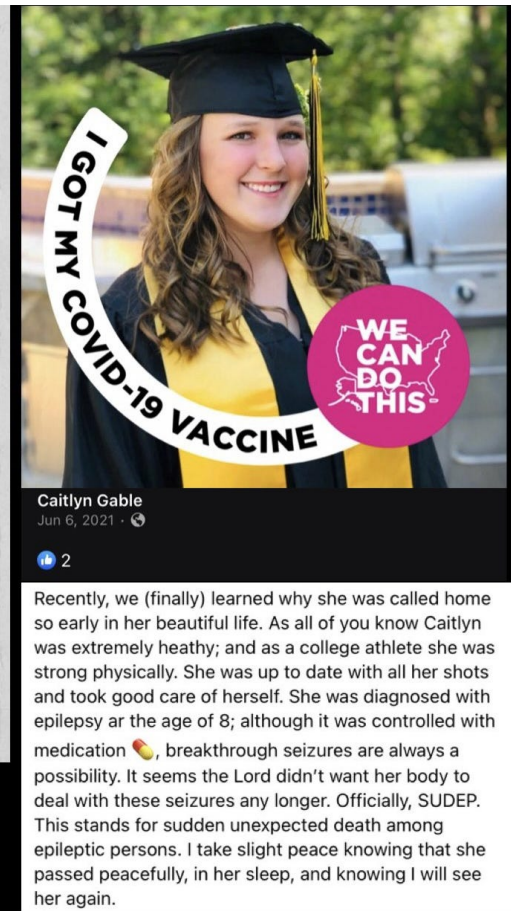 I GOT MY COVID-19 VACCINE
WE
CAN
DO
THIS
Caitlyn Gable
Jun 6, 2021 ·
2
Recently, we (finally) learned why she was called home
so early in her beautiful life. As all of you know Caitlyn
was extremely heathy; and as a college athlete she was
strong physically. She was up to date with all her shots
and took good care of herself. She was diagnosed with
epilepsy ar the age of 8; although it was controlled with
medication 💊, breakthrough seizures are always a
possibility. It seems the Lord didn’t want her body to
deal with these seizures any longer. Officially, SUDEP.
This stands for sudden unexpected death among
epileptic persons. I take slight peace knowing that she
passed peacefully, in her sleep, and knowing I will see
her again.